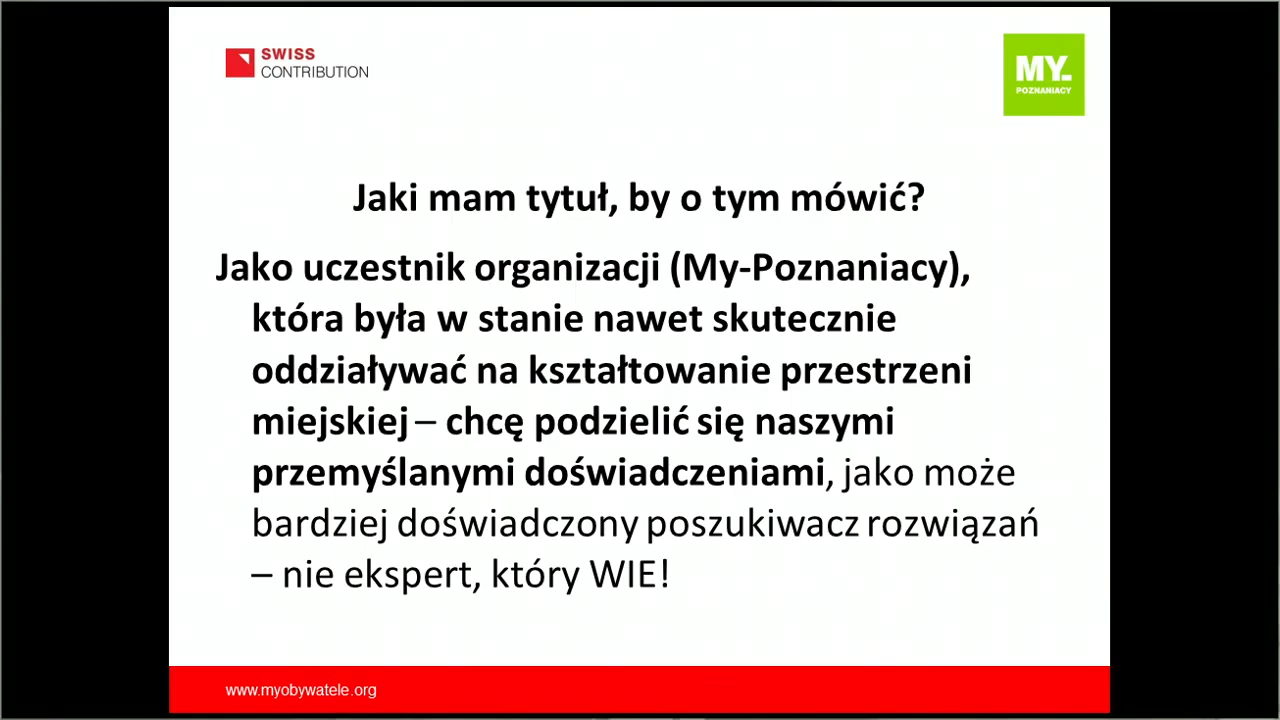 SWISS
CONTRIBUTION
MY_
POZNANIACY
Jaki mam tytuł, by o tym mówić?
Jako uczestnik organizacji (My-Poznaniacy),
która była w stanie nawet skutecznie
oddziaływać na kształtowanie przestrzeni
miejskiej – chcę podzielić się naszymi
przemyślanymi doświadczeniami, jako może
bardziej doświadczony poszukiwacz rozwiązań
– nie ekspert, który WIE!
www.myobywatele.org